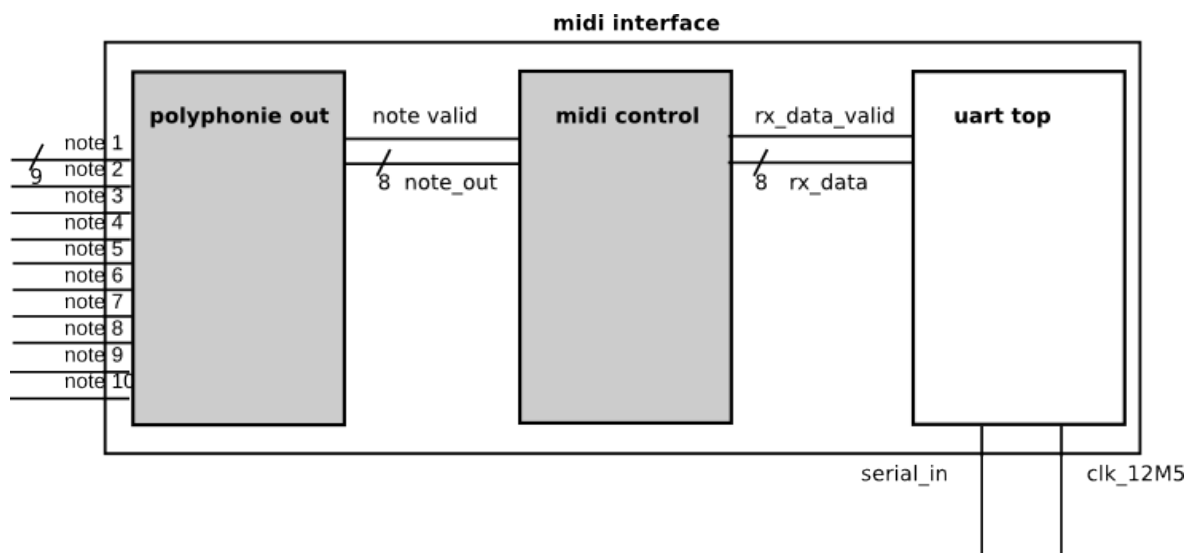 midi interface
polyphonie out
note valid
midi control
rx_data_valid
uart top
note 1
9
note 2
8
note_out
8
rx_data
note 3
note 4
note 5
note 6
note 7
note 8
note 9
note 10
serial_in
clk_12M5